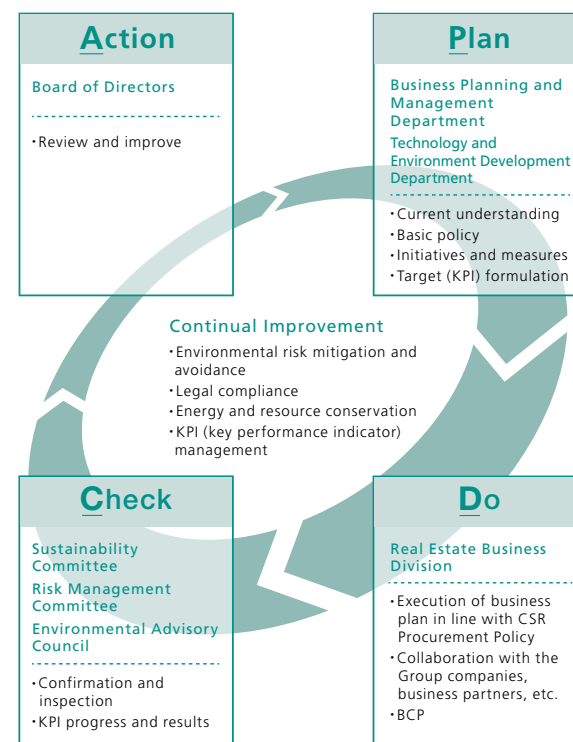 Action
Board of Directors
・Review and improve
Plan
Business Planning and
Management
Department
Technology and
Environment Development
Department
・Current understanding
・Basic policy
・Initiatives and measures
・Target (KPI) formulation
Continual Improvement
・Environmental risk mitigation and
avoidance
・Legal compliance
・Energy and resource conservation
・KPI (key performance indicator)
management
Check
Sustainability
Committee
Risk Management
Committee
Environmental Advisory
Council
・Confirmation and
inspection
・KPI progress and results
Do
Real Estate Business
Division
・Execution of business
plan in line with CSR
Procurement Policy
・Collaboration with the
Group companies,
business partners, etc.
・BCP